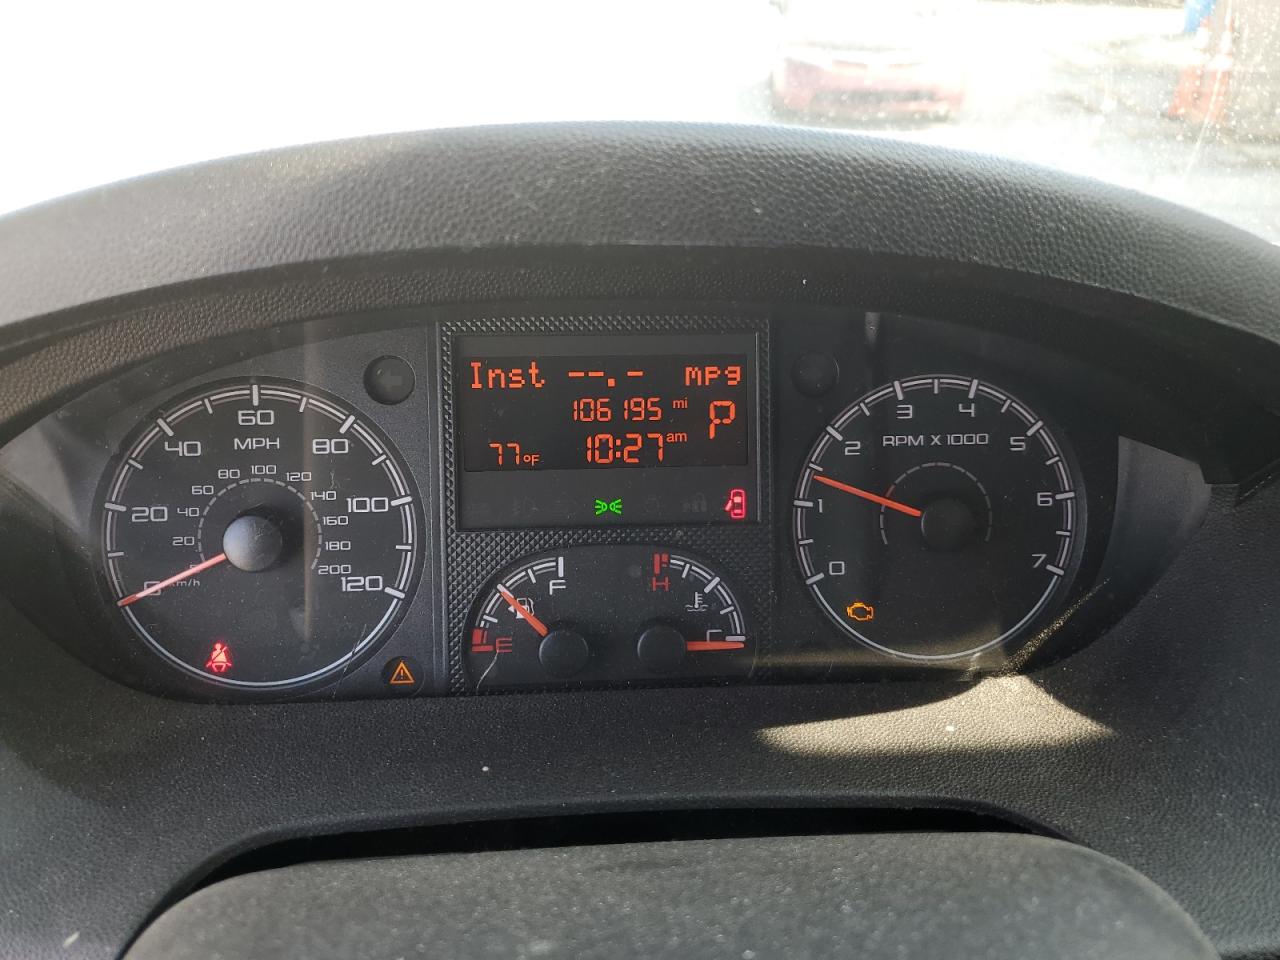 Inst --.- mpg
106195 mi
P
77°F 10:27 am
MPH
0 20 40 60 80 100 120
km/h
20 40 60 80 100 120 140 160 180 200
E F
H C
RPM X 1000
0 1 2 3 4 5 6 7